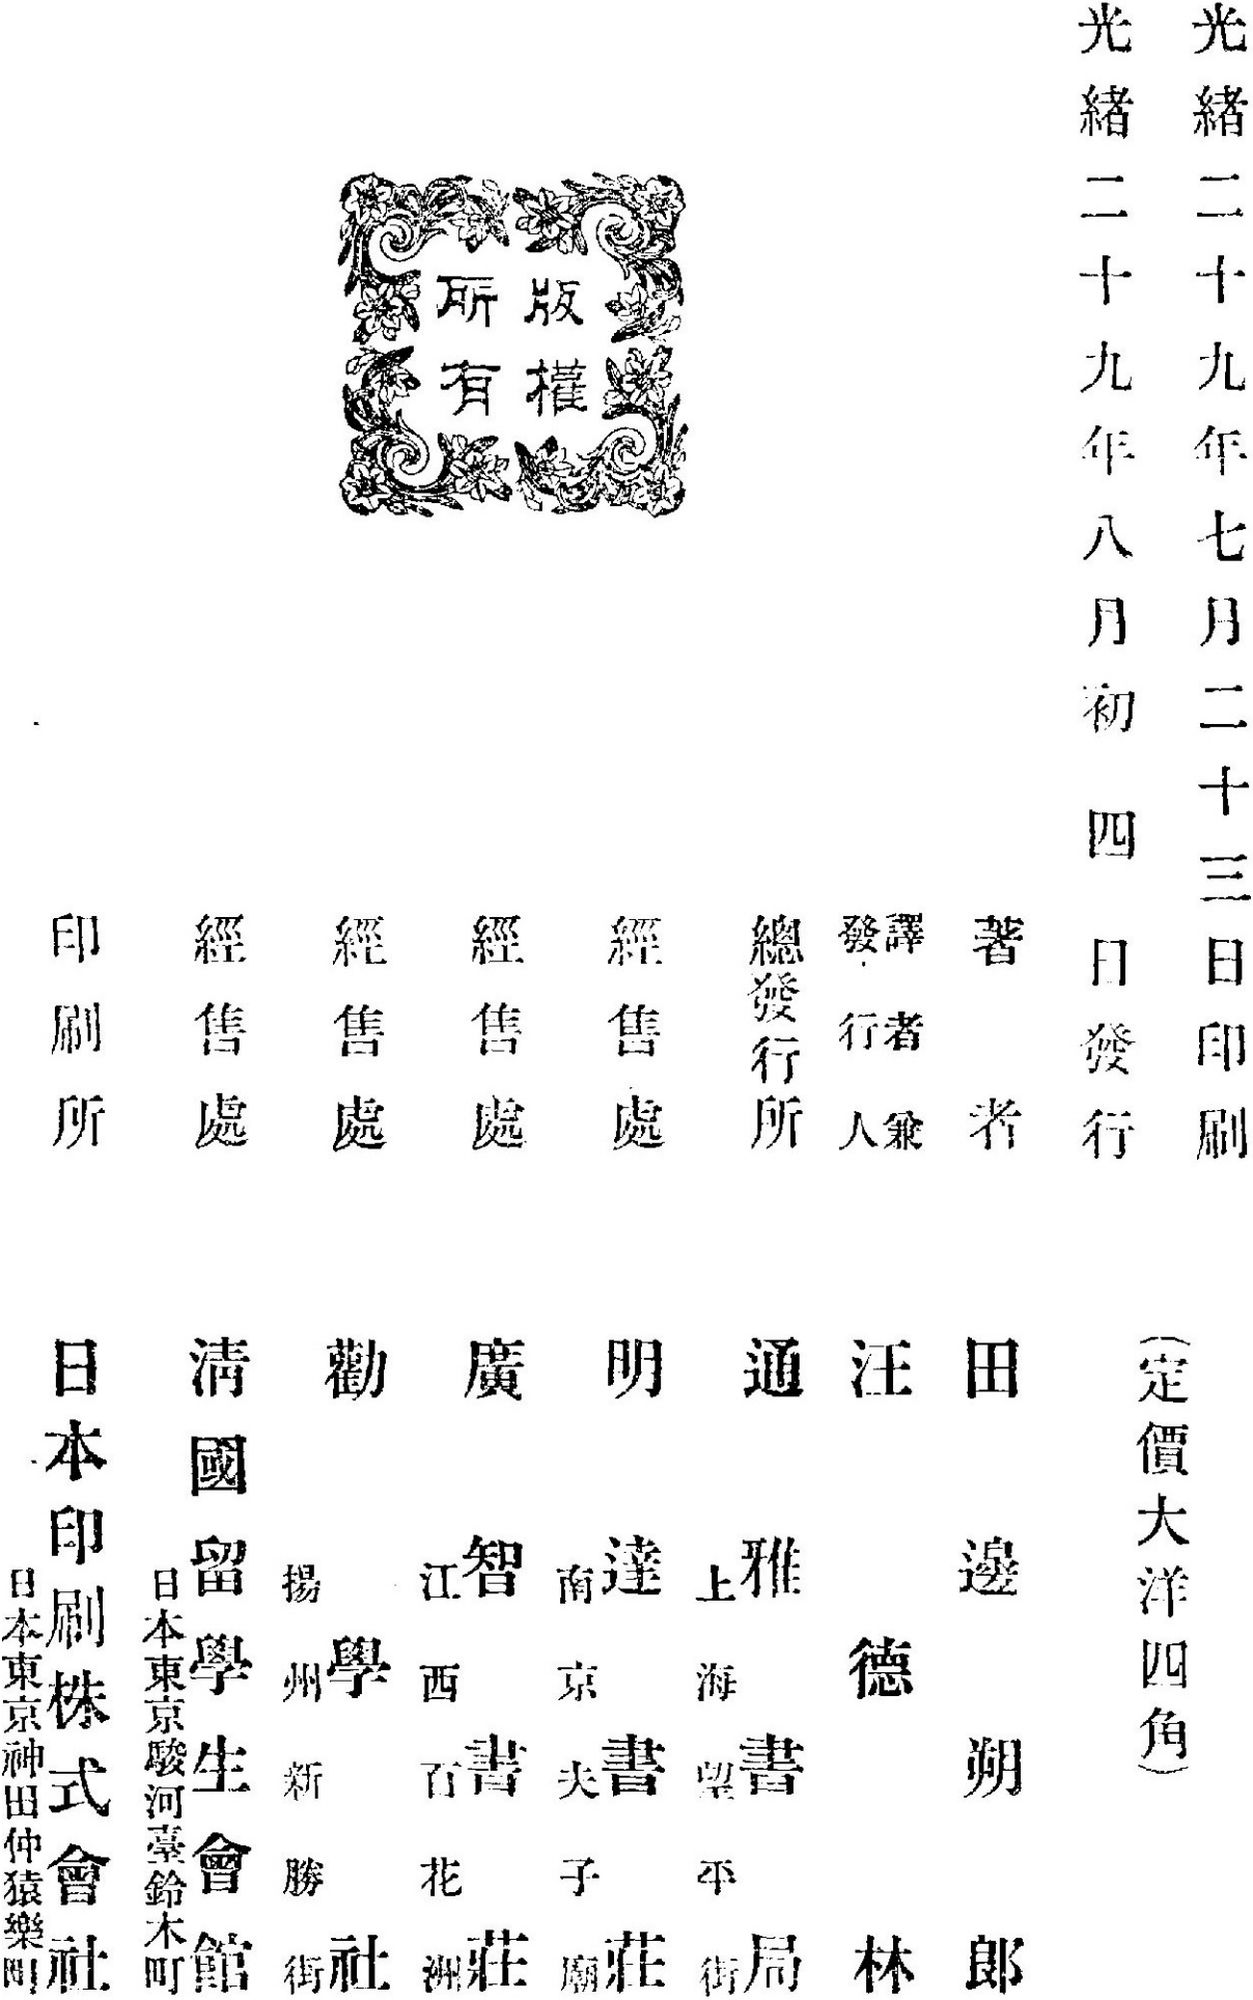 光緒二十九年七月二十三日印刷
光緒二十九年八月初四日發行
（定價大洋四角）
版權
所有
著者　田邊朔郎
譯者兼
發行人　汪德林
總發行所　通雅書局
上海望平街
經售處　明達書莊
南京夫子廟
經售處　廣智書莊
江西百花洲
經售處　勸學社
揚州新勝街
經售處　清國留學生會館
日本東京駿河臺鈴木町
印刷所　日本印刷株式會社
日本東京神田仲猿樂町